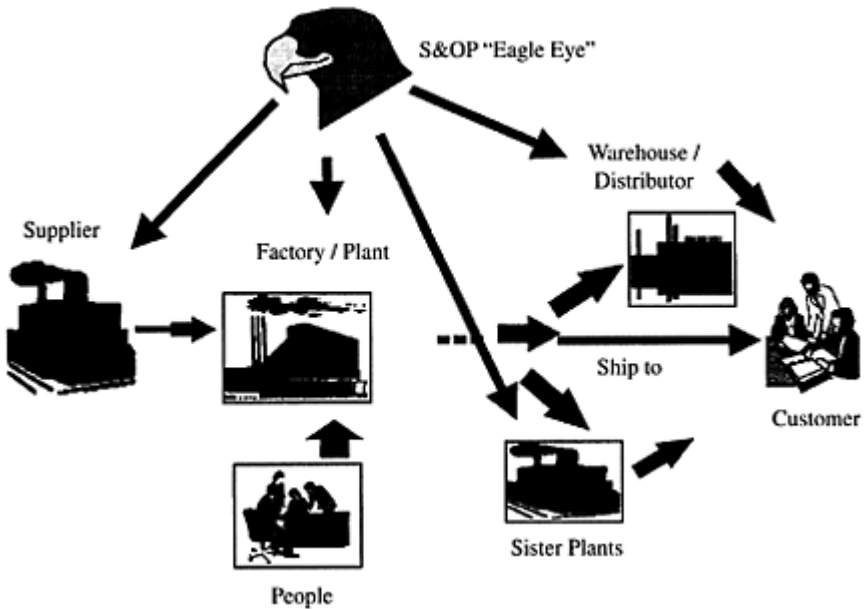 S&OP “Eagle Eye”
Warehouse /
Distributor
Supplier
Factory / Plant
Ship to
Customer
Sister Plants
People